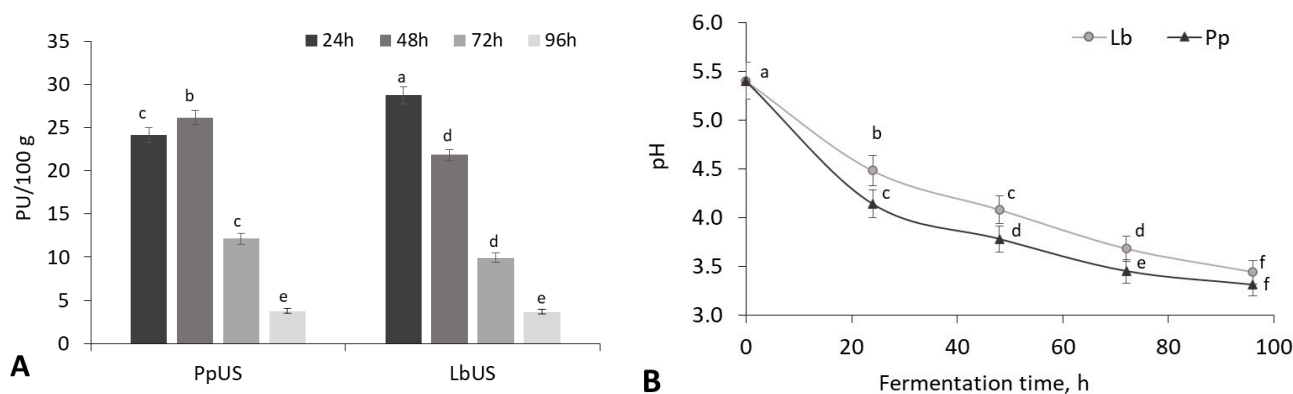 24h 48h 72h 96h
PU/100 g
35
30
25
20
15
10
5
0
c
b
c
e
a
d
d
e
PpUS LbUS
A
Lb Pp
pH
6.0
5.5
5.0
4.5
4.0
3.5
3.0
a
b
c
c
d
d
e
f
f
0 20 40 60 80 100
Fermentation time, h
B